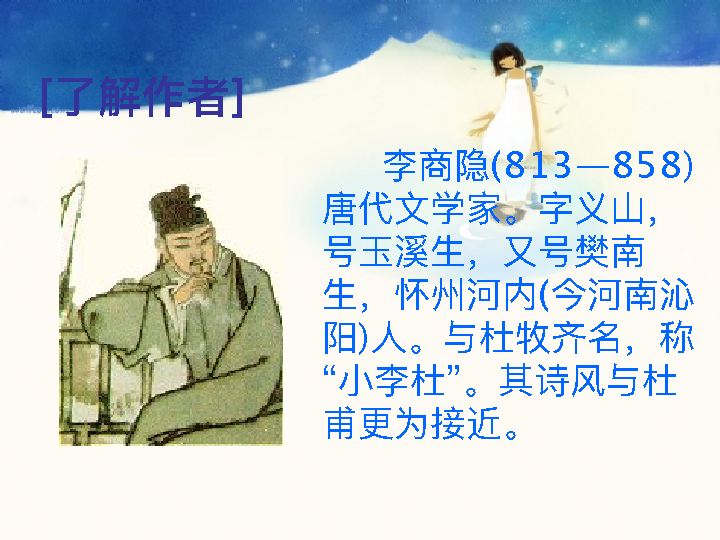 [了解作者]
李商隐(813—858)
唐代文学家。字义山，
号玉溪生，又号樊南
生，怀州河内(今河南沁
阳)人。与杜牧齐名，称
“小李杜”。其诗风与杜
甫更为接近。